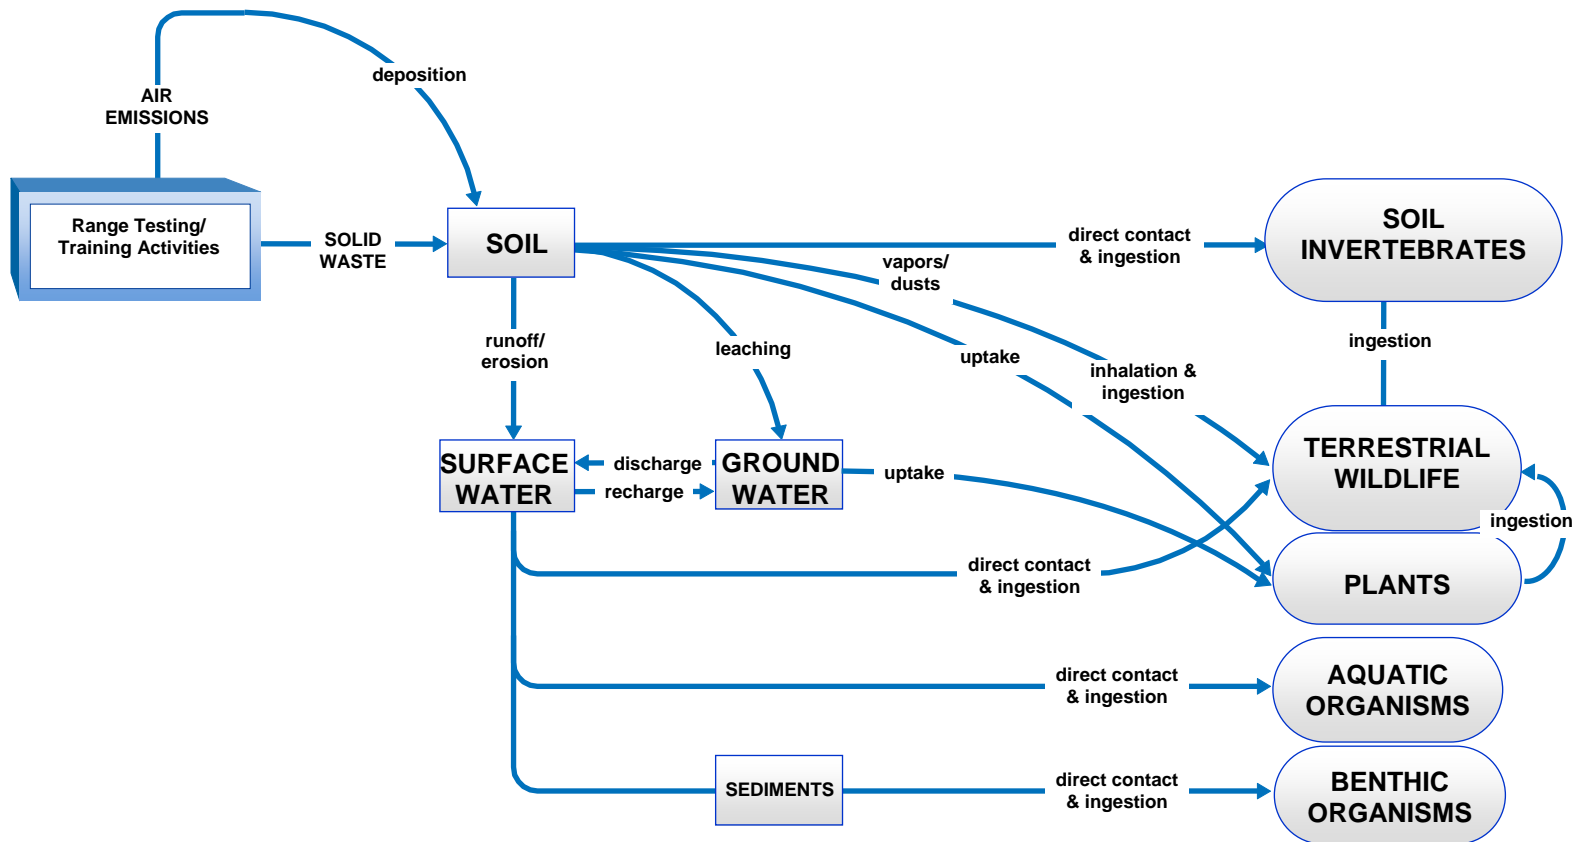 deposition
AIR
EMISSIONS
Range Testing/
Training Activities
SOLID
WASTE
SOIL
direct contact
& ingestion
SOIL
INVERTEBRATES
vapors/
dusts
runoff/
erosion
leaching
uptake
inhalation &
ingestion
ingestion
SURFACE
WATER
discharge
recharge
GROUND
WATER
uptake
TERRESTRIAL
WILDLIFE
ingestion
direct contact
& ingestion
PLANTS
direct contact
& ingestion
AQUATIC
ORGANISMS
SEDIMENTS
direct contact
& ingestion
BENTHIC
ORGANISMS